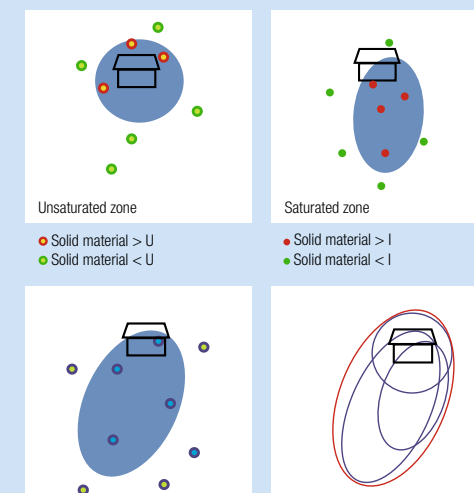 Unsaturated zone
Solid material > U
Solid material < U
Saturated zone
Solid material > I
Solid material < I